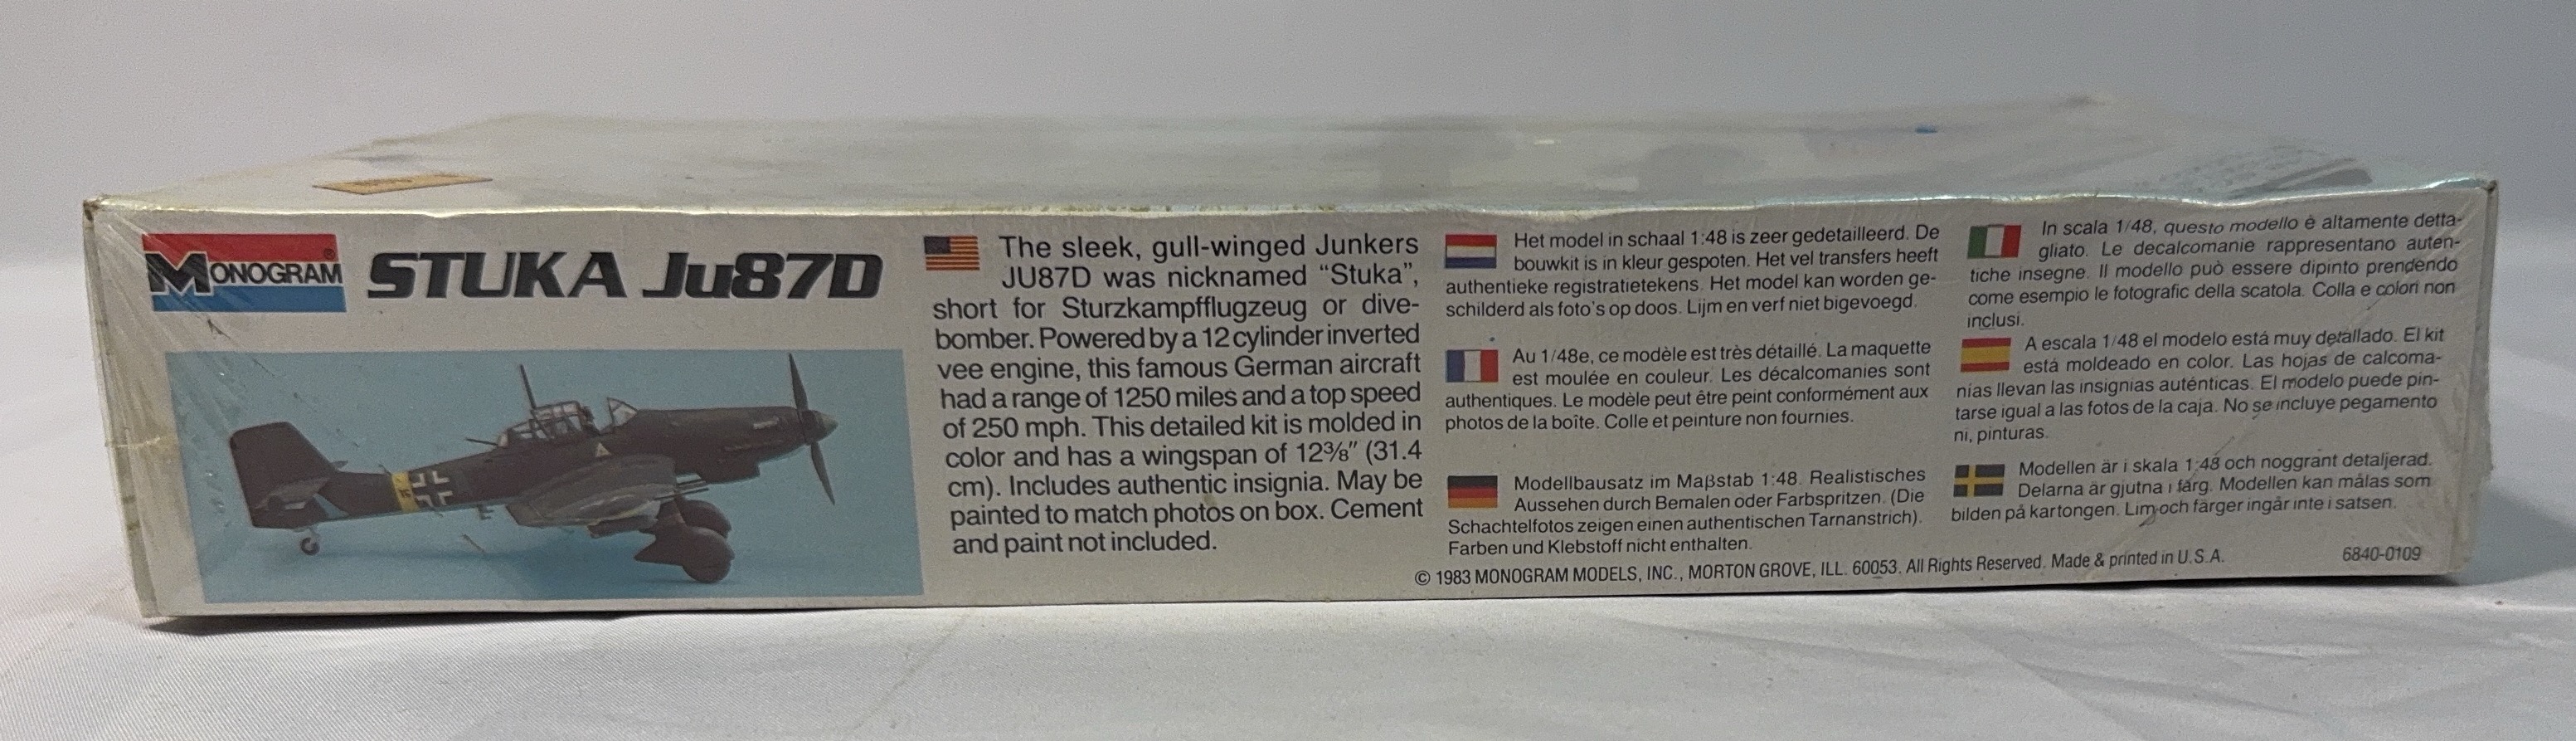 MONOGRAM®
STUKA Ju87D
The sleek, gull-winged Junkers
JU87D was nicknamed “Stuka”,
short for Sturzkampfflugzeug or dive-
bomber. Powered by a 12 cylinder inverted
vee engine, this famous German aircraft
had a range of 1250 miles and a top speed
of 250 mph. This detailed kit is molded in
color and has a wingspan of 12⅜″ (31.4
cm). Includes authentic insignia. May be
painted to match photos on box. Cement
and paint not included.
Het model in schaal 1:48 is zeer gedetailleerd. De
bouwkit is in kleur gespoten. Het vel transfers heeft
authentieke registratietekens. Het model kan worden ge-
schilderd als foto's op doos. Lijm en verf niet bigevoegd.
Au 1/48e, ce modèle est très détaillé. La maquette
est moulée en couleur. Les décalcomanies sont
authentiques. Le modèle peut être peint conformément aux
photos de la boîte. Colle et peinture non fournies.
Modellbausatz im Maβstab 1:48. Realistisches
Aussehen durch Bemalen oder Farbspritzen. (Die
Schachtelfotos zeigen einen authentischen Tarnanstrich).
Farben und Klebstoff nicht enthalten.
In scala 1/48, questo modello è altamente detta-
gliato. Le decalcomanie rappresentano auten-
tiche insegne. Il modello può essere dipinto prendendo
come esempio le fotografic della scatola. Colla e colori non
inclusi.
A escala 1/48 el modelo está muy detallado. El kit
está moldeado en color. Las hojas de calcoma-
nías llevan las insignias auténticas. El modelo puede pin-
tarse igual a las fotos de la caja. No se incluye pegamento
ni, pinturas.
Modellen är i skala 1:48 och noggrant detaljerad.
Delarna är gjutna i färg. Modellen kan målas som
bilden på kartongen. Lim och färger ingår inte i satsen.
© 1983 MONOGRAM MODELS, INC., MORTON GROVE, ILL. 60053. All Rights Reserved. Made & printed in U.S.A.
6840-0109